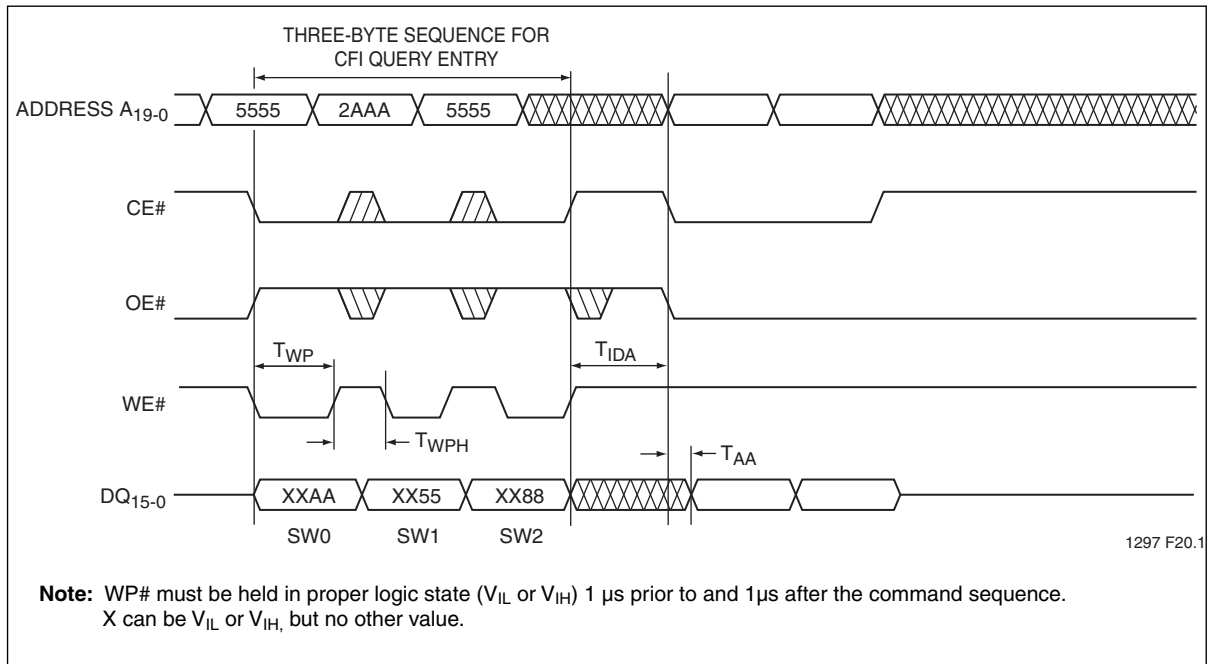 THREE-BYTE SEQUENCE FOR
CFI QUERY ENTRY
ADDRESS A19-0
5555 2AAA 5555
CE#
OE#
TWP TIDA
WE#
TWPH
TAA
DQ15-0
XXAA XX55 XX88
SW0 SW1 SW2
1297 F20.1
Note: WP# must be held in proper logic state (VIL or VIH) 1 µs prior to and 1µs after the command sequence.
X can be VIL or VIH, but no other value.